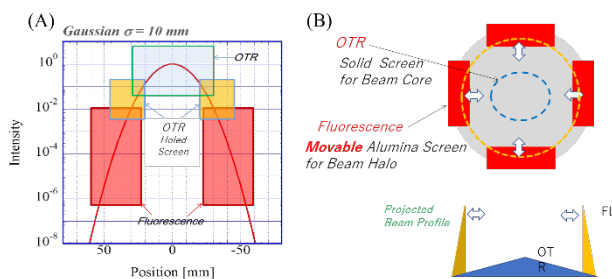 (A)
Gaussian σ = 10 mm
OTR
10⁰
10⁻²
10⁻⁴
10⁻⁶
10⁻⁸
Intensity
OTR
Holed
Screen
Fluorescence
50
0
-50
Position [mm]
(B)
OTR
Solid Screen
for Beam Core
Fluorescence
Movable Alumina Screen
for Beam Halo
Projected
Beam Profile
FL
OT
R